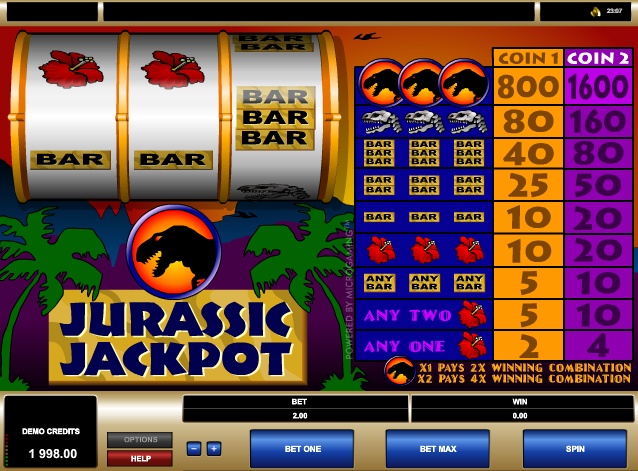 23:07
COIN 1 COIN 2
800 1600
80 160
BAR BAR BAR
BAR BAR BAR
BAR BAR BAR
40 80
BAR BAR BAR
BAR BAR BAR
25 50
BAR BAR BAR
10 20
10 20
ANY BAR ANY BAR ANY BAR
5 10
ANY TWO
5 10
ANY ONE
2 4
X1 PAYS 2X WINNING COMBINATION
X2 PAYS 4X WINNING COMBINATION
POWERED BY MICROGAMING™
BAR
BAR
BAR
BAR
BAR
BAR BAR
JURASSIC
JACKPOT
DEMO CREDITS
1 998.00
OPTIONS
HELP
BET
2.00
WIN
0.00
BET ONE
BET MAX
SPIN